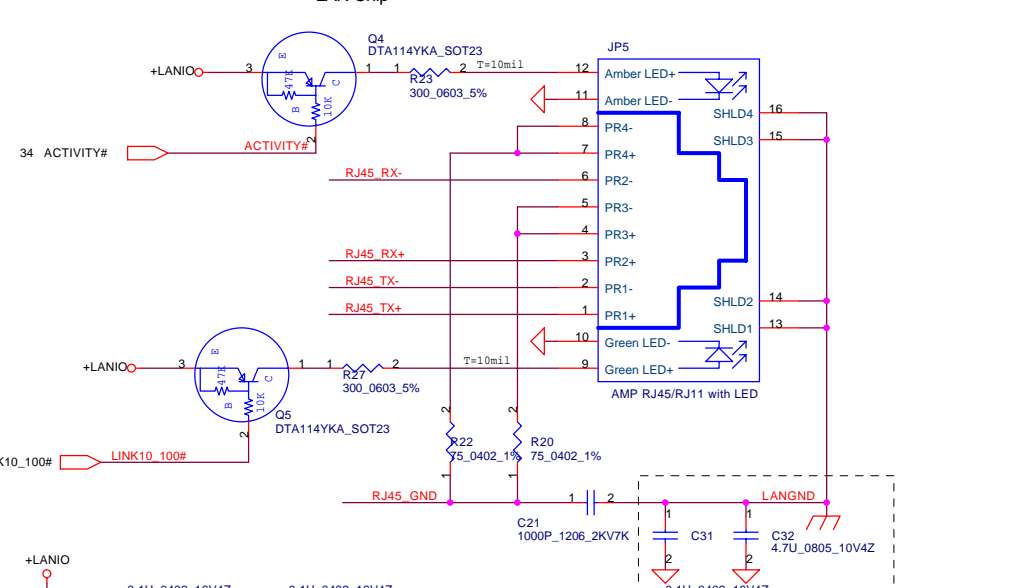 Q4
DTA114YKA_SOT23
JP5
+LANIO
3
E
47K
B
C
10K
2
1
1
R23
2
300_0603_5%
T=10mil
12
Amber LED+
11
Amber LED-
8
PR4-
7
PR4+
6
PR2-
5
PR3-
4
PR3+
3
PR2+
2
PR1-
1
PR1+
10
Green LED-
9
Green LED+
SHLD4
16
SHLD3
15
SHLD2
14
SHLD1
13
AMP RJ45/RJ11 with LED
34 ACTIVITY#
ACTIVITY#
RJ45_RX-
RJ45_RX+
RJ45_TX-
RJ45_TX+
+LANIO
3
E
47K
B
C
10K
2
1
1
R27
2
300_0603_5%
T=10mil
Q5
DTA114YKA_SOT23
K10_100#
LINK10_100#
2
R22
75_0402_1%
1
2
R20
75_0402_1%
1
RJ45_GND
1
2
C21
1000P_1206_2KV7K
LANGND
1
C31
2
1
C32
4.7U_0805_10V4Z
2
+LANIO